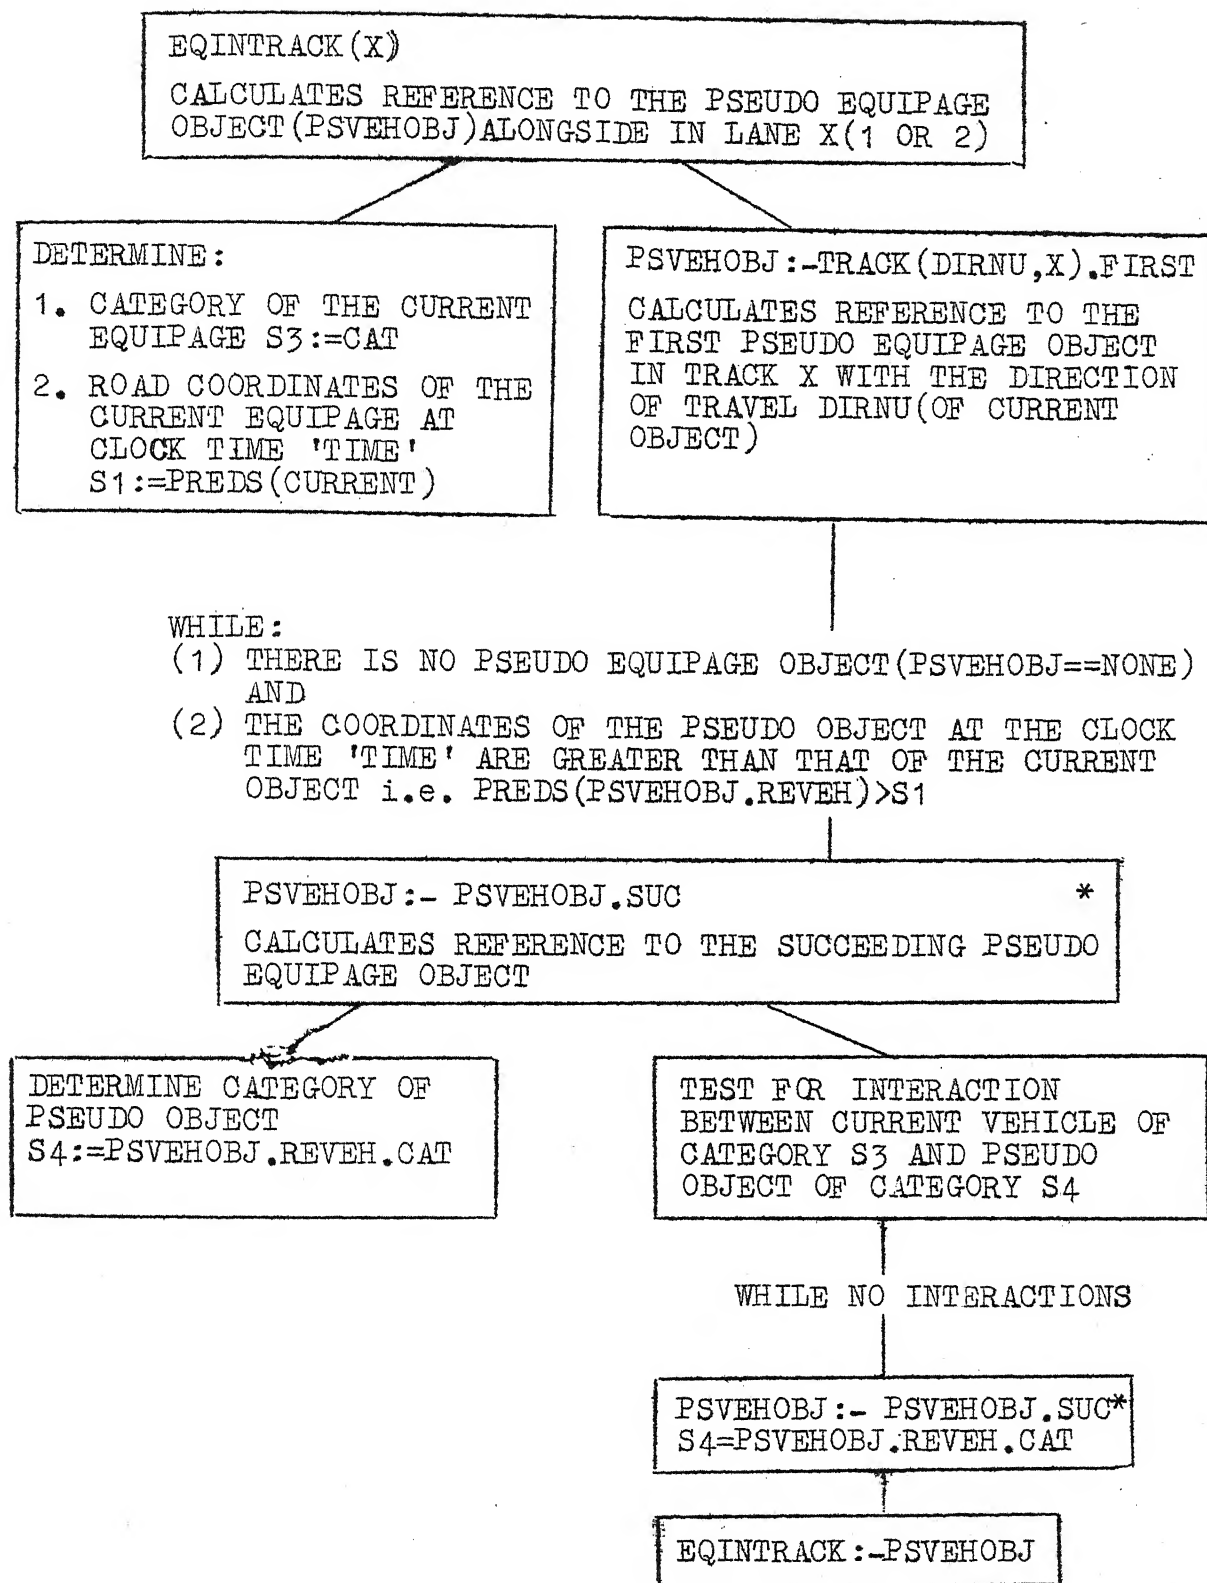 EQINTRACK(X)
CALCULATES REFERENCE TO THE PSEUDO EQUIPAGE
OBJECT(PSVEHOBJ)ALONGSIDE IN LANE X(1 OR 2)
DETERMINE:
1. CATEGORY OF THE CURRENT
EQUIPAGE S3:=CAT
2. ROAD COORDINATES OF THE
CURRENT EQUIPAGE AT
CLOCK TIME 'TIME'
S1:=PREDS(CURRENT)
PSVEHOBJ:-TRACK(DIRNU,X).FIRST
CALCULATES REFERENCE TO THE
FIRST PSEUDO EQUIPAGE OBJECT
IN TRACK X WITH THE DIRECTION
OF TRAVEL DIRNU(OF CURRENT
OBJECT)
WHILE:
(1) THERE IS NO PSEUDO EQUIPAGE OBJECT(PSVEHOBJ==NONE)
AND
(2) THE COORDINATES OF THE PSEUDO OBJECT AT THE CLOCK
TIME 'TIME' ARE GREATER THAN THAT OF THE CURRENT
OBJECT i.e. PREDS(PSVEHOBJ.REVEH)>S1
PSVEHOBJ:- PSVEHOBJ.SUC *
CALCULATES REFERENCE TO THE SUCCEEDING PSEUDO
EQUIPAGE OBJECT
DETERMINE CATEGORY OF
PSEUDO OBJECT
S4:=PSVEHOBJ.REVEH.CAT
TEST FOR INTERACTION
BETWEEN CURRENT VEHICLE OF
CATEGORY S3 AND PSEUDO
OBJECT OF CATEGORY S4
WHILE NO INTERACTIONS
PSVEHOBJ:- PSVEHOBJ.SUC*
S4=PSVEHOBJ.REVEH.CAT
EQINTRACK:-PSVEHOBJ